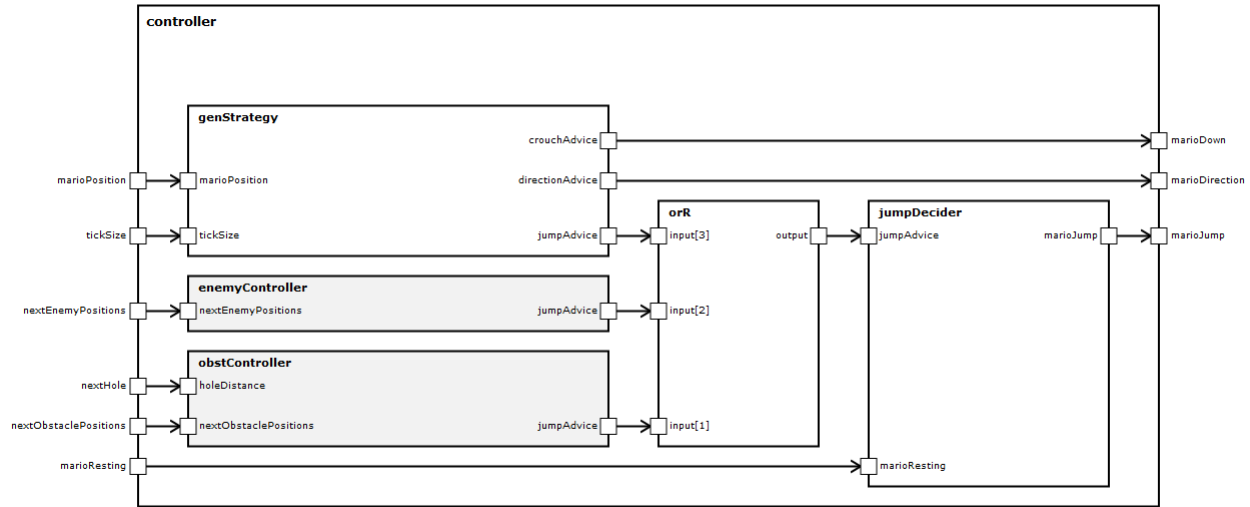 controller
genStrategy
crouchAdvice
marioDown
marioPosition
marioPosition
directionAdvice
marioDirection
orR
jumpDecider
tickSize
tickSize
jumpAdvice
input[3]
output
jumpAdvice
marioJump
marioJump
enemyController
nextEnemyPositions
nextEnemyPositions
jumpAdvice
input[2]
obstController
nextHole
holeDistance
nextObstaclePositions
nextObstaclePositions
jumpAdvice
input[1]
marioResting
marioResting